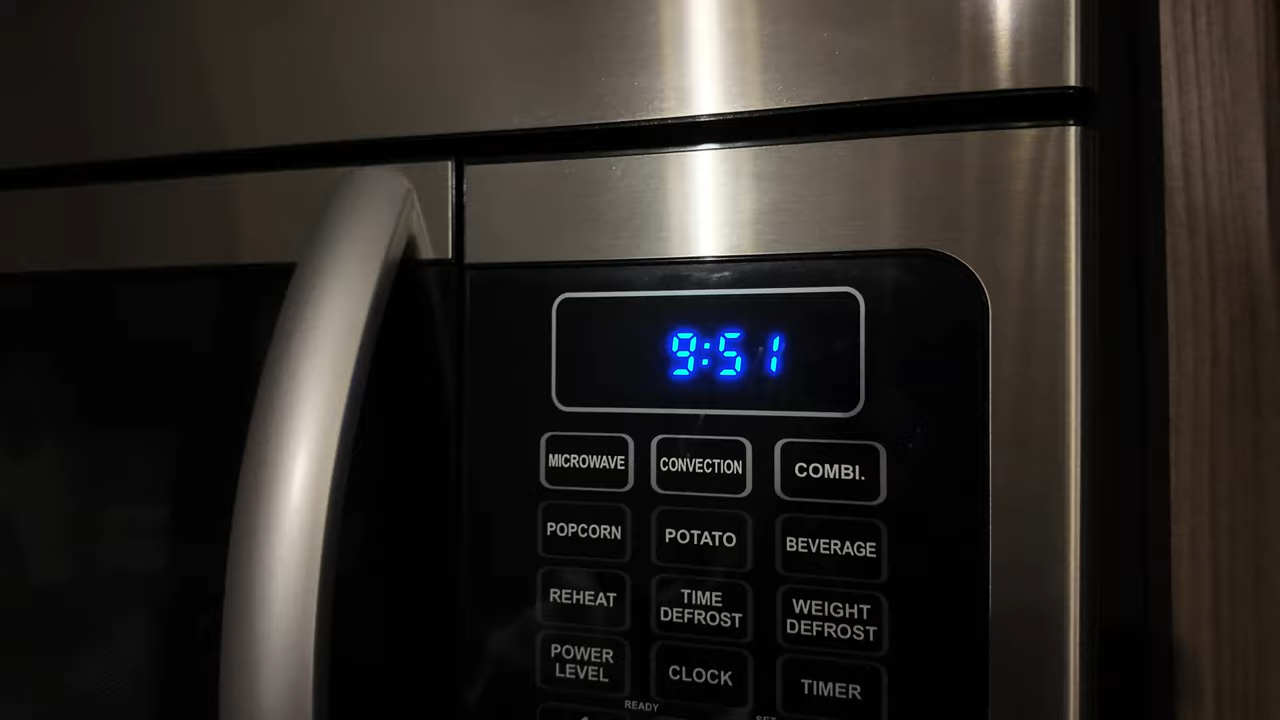 9:51
MICROWAVE
CONVECTION
COMBI.
POPCORN
POTATO
BEVERAGE
REHEAT
TIME
DEFROST
WEIGHT
DEFROST
POWER
LEVEL
CLOCK
TIMER
READY